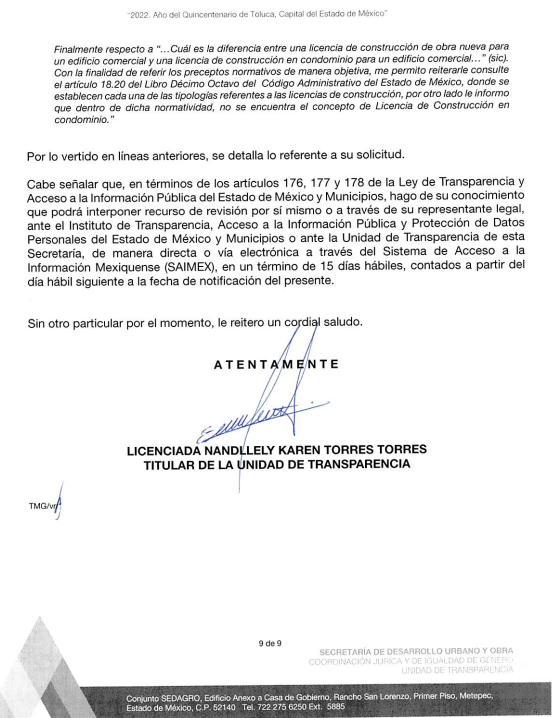 "2022. Año del Quincentenario de Toluca, Capital del Estado de México"
Finalmente respecto a "…Cuál es la diferencia entre una licencia de construcción de obra nueva para
un edificio comercial y una licencia de construcción en condominio para un edificio comercial…" (sic).
Con la finalidad de referir los preceptos normativos de manera objetiva, me permito reiterarle consulte
el artículo 18.20 del Libro Décimo Octavo del Código Administrativo del Estado de México, donde se
establecen cada una de las tipologías referentes a las licencias de construcción, por otro lado le informo
que dentro de dicha normatividad, no se encuentra el concepto de Licencia de Construcción en
condominio."
Por lo vertido en líneas anteriores, se detalla lo referente a su solicitud.
Cabe señalar que, en términos de los artículos 176, 177 y 178 de la Ley de Transparencia y
Acceso a la Información Pública del Estado de México y Municipios, hago de su conocimiento
que podrá interponer recurso de revisión por sí mismo o a través de su representante legal,
ante el Instituto de Transparencia, Acceso a la Información Pública y Protección de Datos
Personales del Estado de México y Municipios o ante la Unidad de Transparencia de esta
Secretaría, de manera directa o vía electrónica a través del Sistema de Acceso a la
Información Mexiquense (SAIMEX), en un término de 15 días hábiles, contados a partir del
día hábil siguiente a la fecha de notificación del presente.
Sin otro particular por el momento, le reitero un cordial saludo.
A T E N T A M E N T E
LICENCIADA NANDLLELY KAREN TORRES TORRES
TITULAR DE LA UNIDAD DE TRANSPARENCIA
TMG/vr
9 de 9
SECRETARÍA DE DESARROLLO URBANO Y OBRA
COORDINACIÓN JURICA Y DE IGUALDAD DE GÉNERO
UNIDAD DE TRANSPARENCIA
Conjunto SEDAGRO, Edificio Anexo a Casa de Gobierno, Rancho San Lorenzo, Primer Piso, Metepec,
Estado de México, C.P. 52140 Tel. 722 275 6250 Ext. 5885